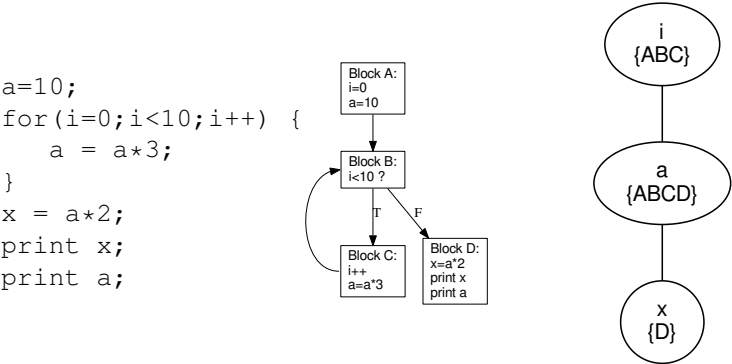 a=10;
for(i=0;i<10;i++) {
a = a*3;
}
x = a*2;
print x;
print a;
Block A:
i=0
a=10
Block B:
i<10 ?
T
F
Block C:
i++
a=a*3
Block D:
x=a*2
print x
print a
i
{ABC}
a
{ABCD}
x
{D}